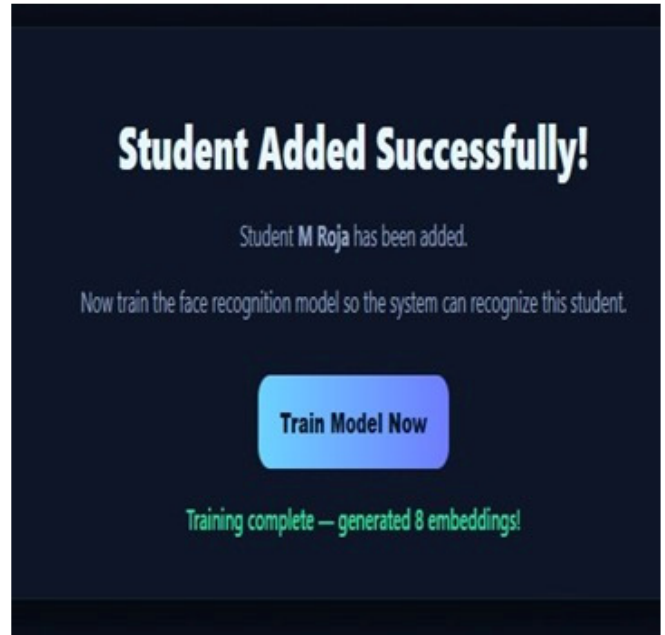 Student Added Successfully!
Student M Roja has been added.
Now train the face recognition model so the system can recognize this student.
Train Model Now
Training complete — generated 8 embeddings!